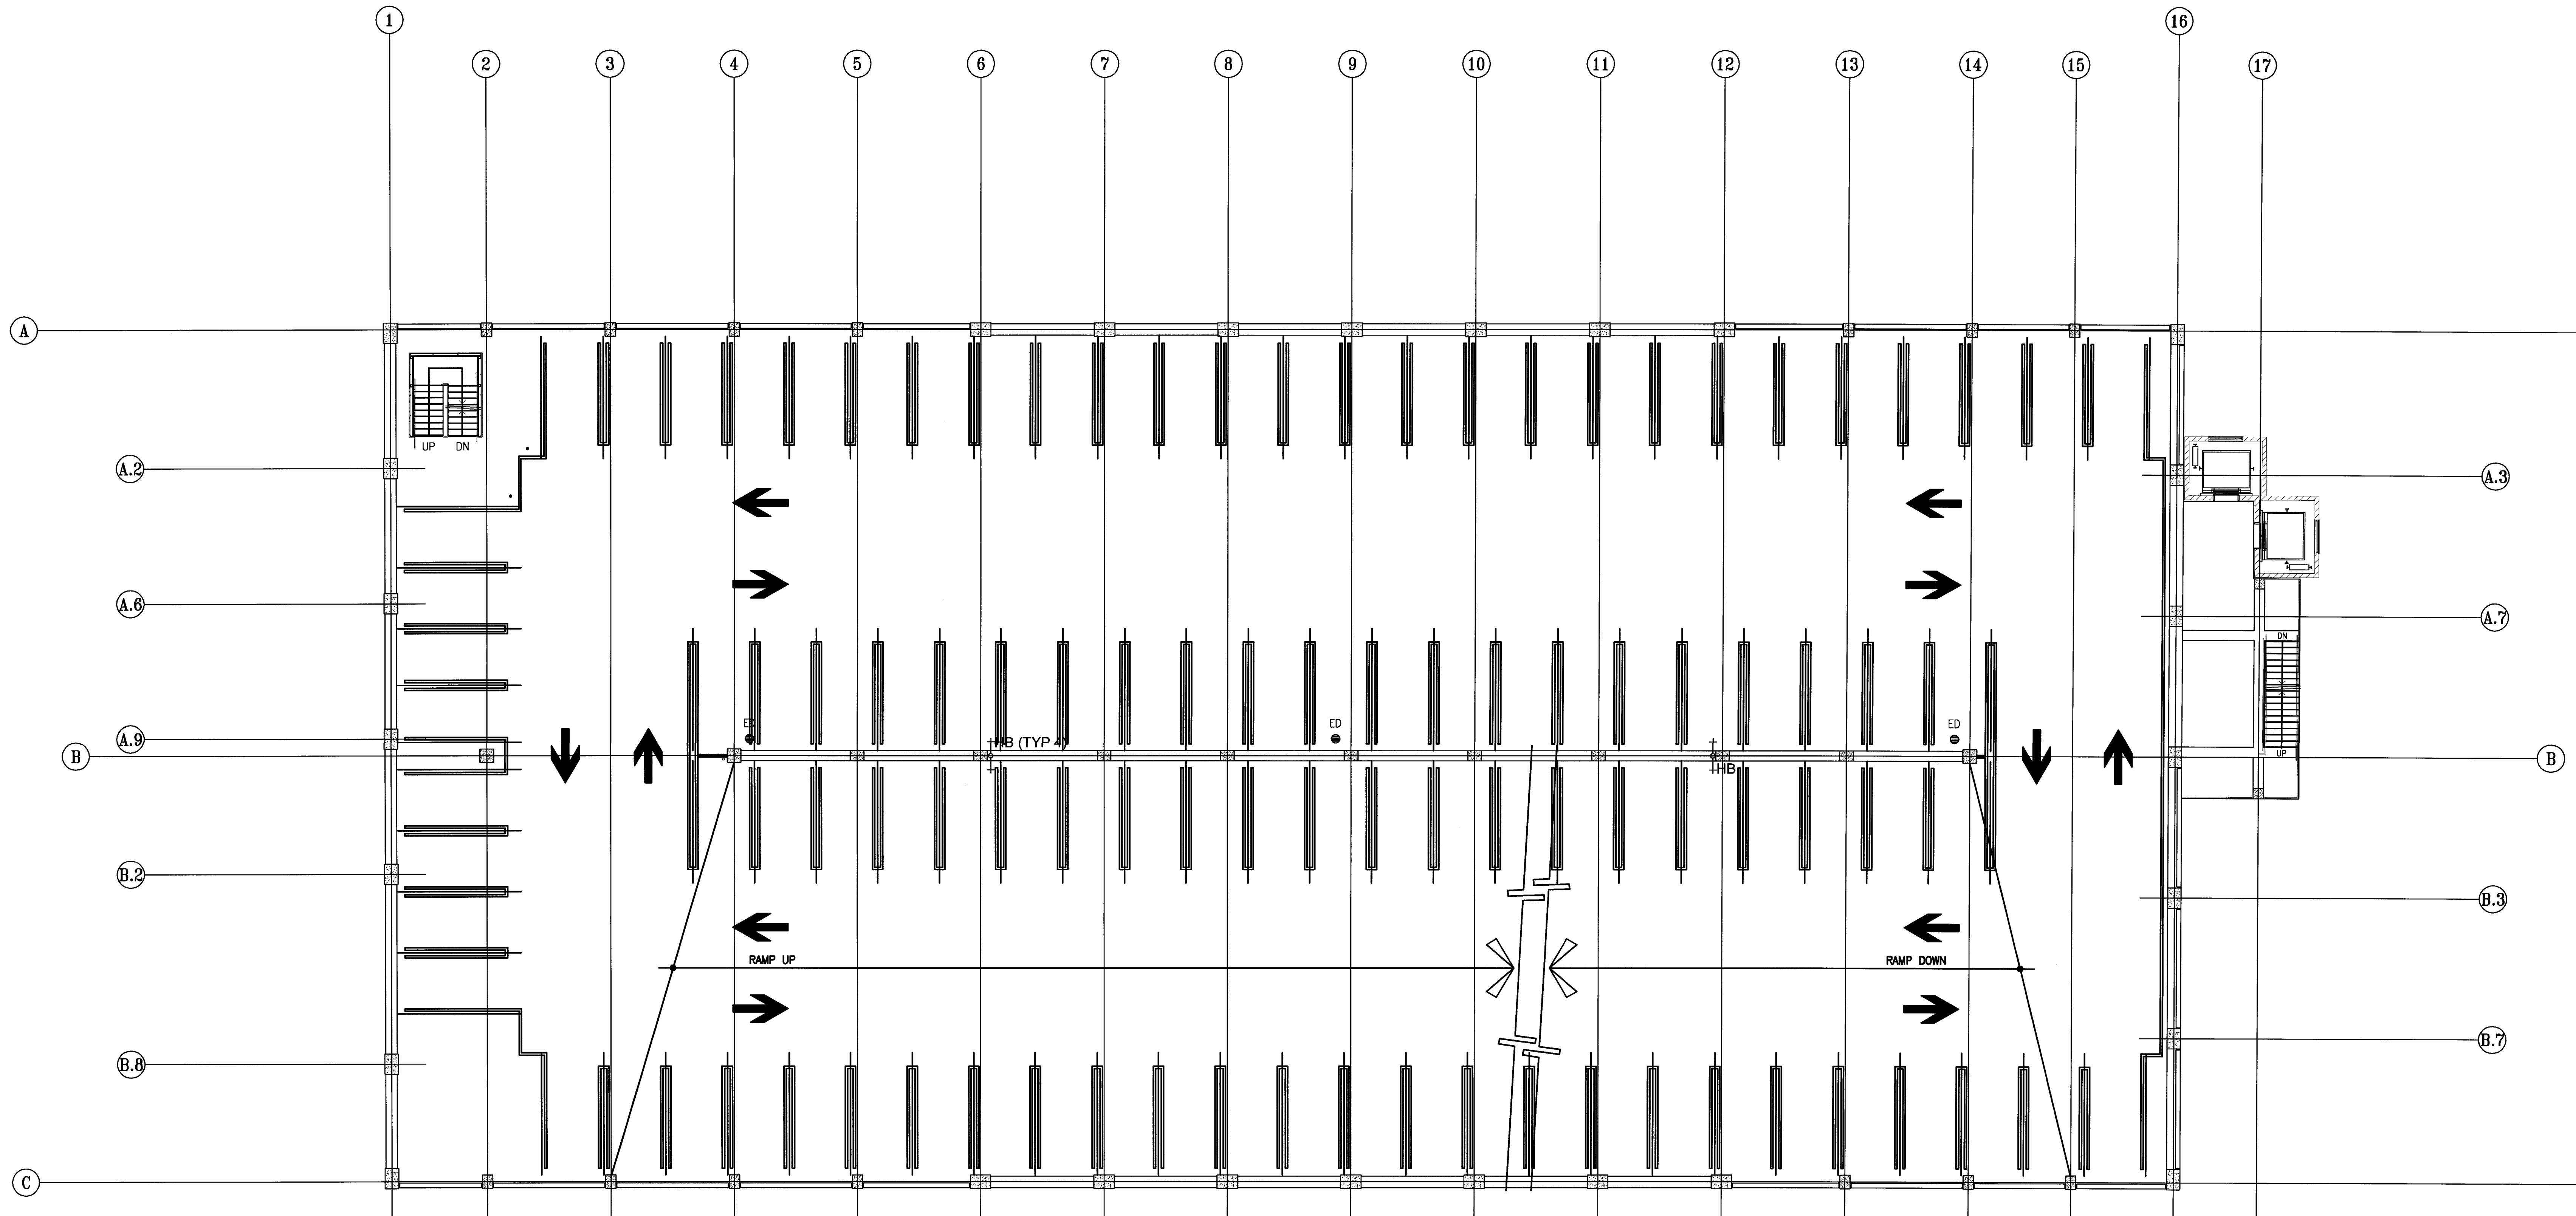 1
16
2
3
4
5
6
7
8
9
10
11
12
13
14
15
17
A
UP DN
A.2
A.3
A.6
A.7
DN
ED
ED
ED
A.9
HB (TYP 4)
B
B
UP
HB
B.2
B.3
RAMP UP
RAMP DOWN
B.7
B.8
C